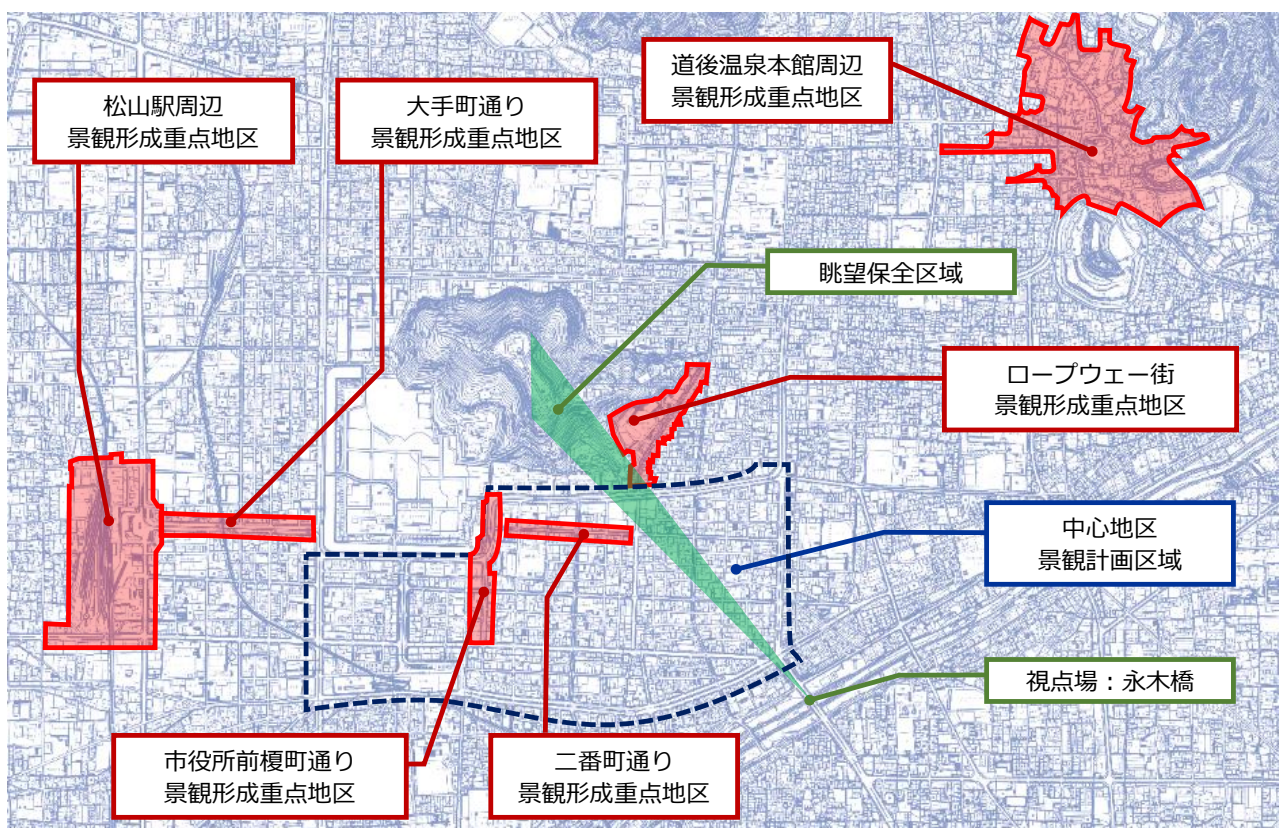 道後温泉本館周辺
景観形成重点地区
松山駅周辺
景観形成重点地区
大手町通り
景観形成重点地区
眺望保全区域
ロープウェー街
景観形成重点地区
中心地区
景観計画区域
視点場：永木橋
市役所前榎町通り
景観形成重点地区
二番町通り
景観形成重点地区